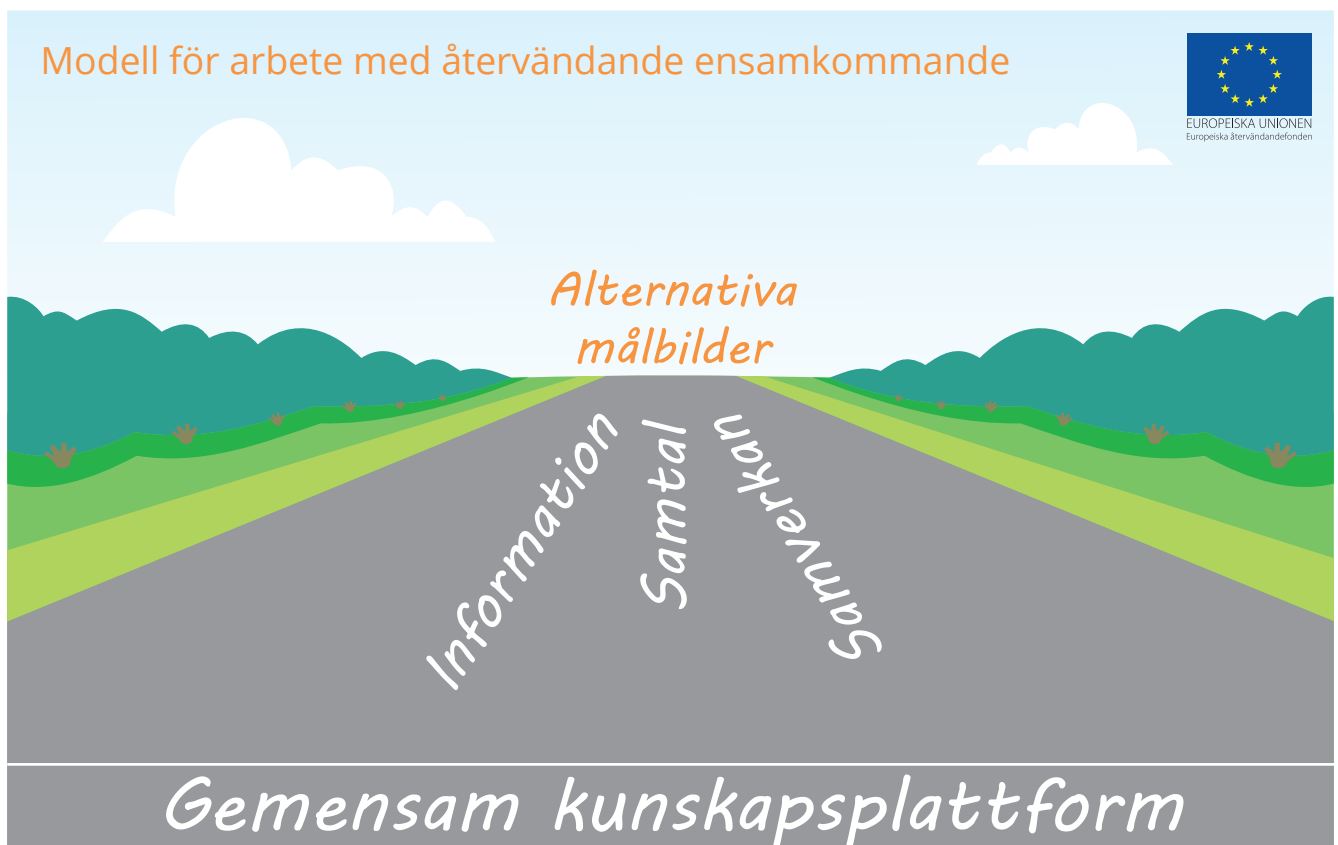 Modell för arbete med återvändande ensamkommande
EUROPEISKA UNIONEN
Europeiska återvändandefonden
Alternativa
målbilder
Information
Samtal
Samverkan
Gemensam kunskapsplattform